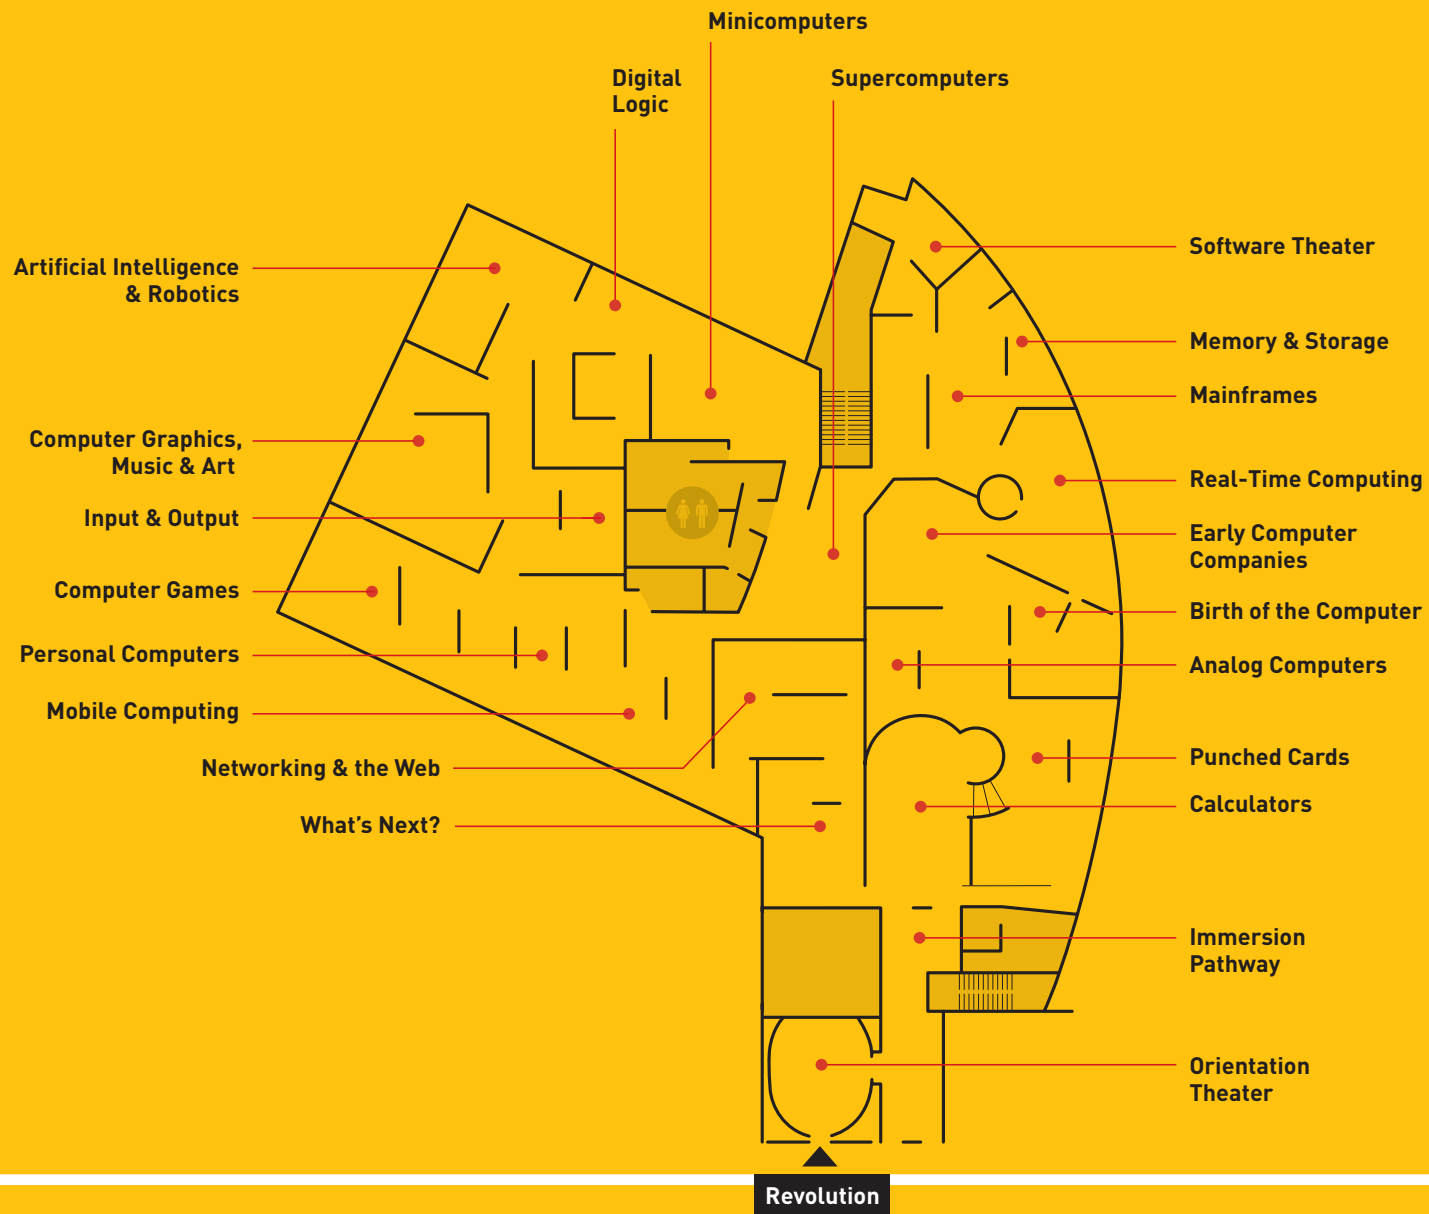 Minicomputers
Digital
Logic
Supercomputers
Artificial Intelligence
& Robotics
Computer Graphics,
Music & Art
Input & Output
Computer Games
Personal Computers
Mobile Computing
Networking & the Web
What's Next?
Software Theater
Memory & Storage
Mainframes
Real-Time Computing
Early Computer
Companies
Birth of the Computer
Analog Computers
Punched Cards
Calculators
Immersion
Pathway
Orientation
Theater
Revolution